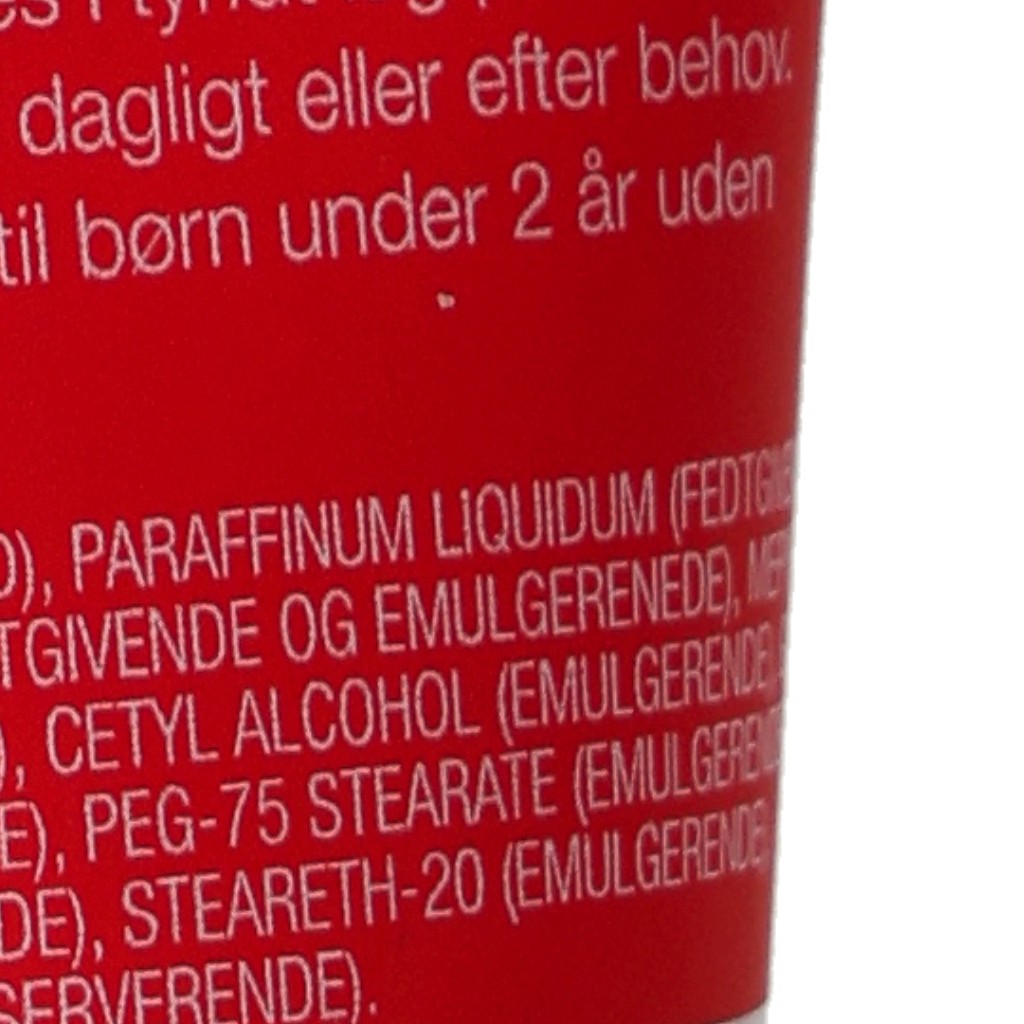 dagligt eller efter behov.
til børn under 2 år uden
), PARAFFINUM LIQUIDUM (FEDTGIVE
TGIVENDE OG EMULGERENEDE),
), CETYL ALCOHOL (EMULGERENDE
E), PEG-75 STEARATE (EMULGERENDE
DE), STEARETH-20 (EMULGERENDE
SERVERENDE).